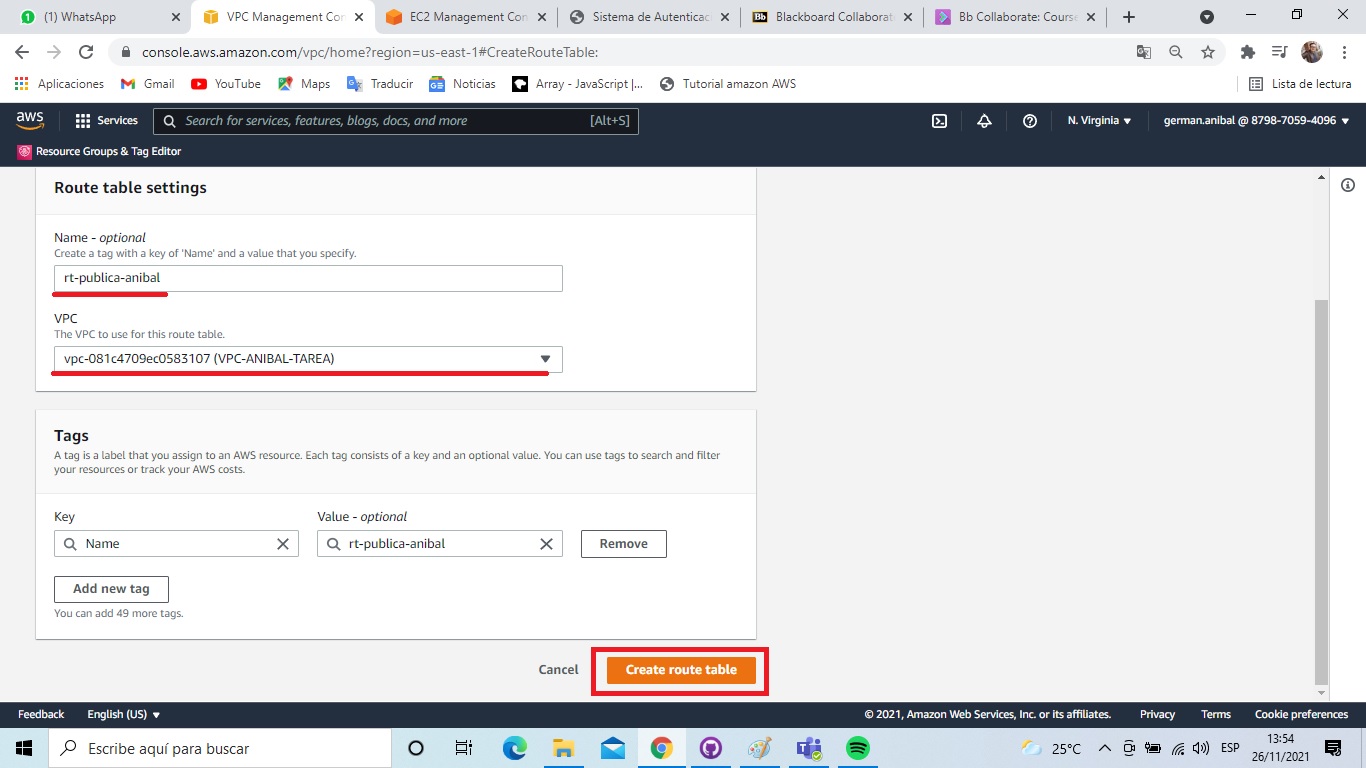 (1) WhatsApp
VPC Management Con
EC2 Management Con
Sistema de Autenticac
Bb
Blackboard Collaborat
Bb Collaborate: Course
console.aws.amazon.com/vpc/home?region=us-east-1#CreateRouteTable:
Aplicaciones
Gmail
YouTube
Maps
Traducir
Noticias
Array - JavaScript |...
Tutorial amazon AWS
Lista de lectura
aws
Services
Search for services, features, blogs, docs, and more
[Alt+S]
N. Virginia
german.anibal @ 8798-7059-4096
Resource Groups & Tag Editor
Route table settings
Name - optional
Create a tag with a key of 'Name' and a value that you specify.
rt-publica-anibal
VPC
The VPC to use for this route table.
vpc-081c4709ec0583107 (VPC-ANIBAL-TAREA)
Tags
A tag is a label that you assign to an AWS resource. Each tag consists of a key and an optional value. You can use tags to search and filter
your resources or track your AWS costs.
Key
Value - optional
Name
rt-publica-anibal
Remove
Add new tag
You can add 49 more tags.
Cancel
Create route table
Feedback
English (US)
© 2021, Amazon Web Services, Inc. or its affiliates.
Privacy
Terms
Cookie preferences
Escribe aquí para buscar
25°C
ESP
13:54
26/11/2021